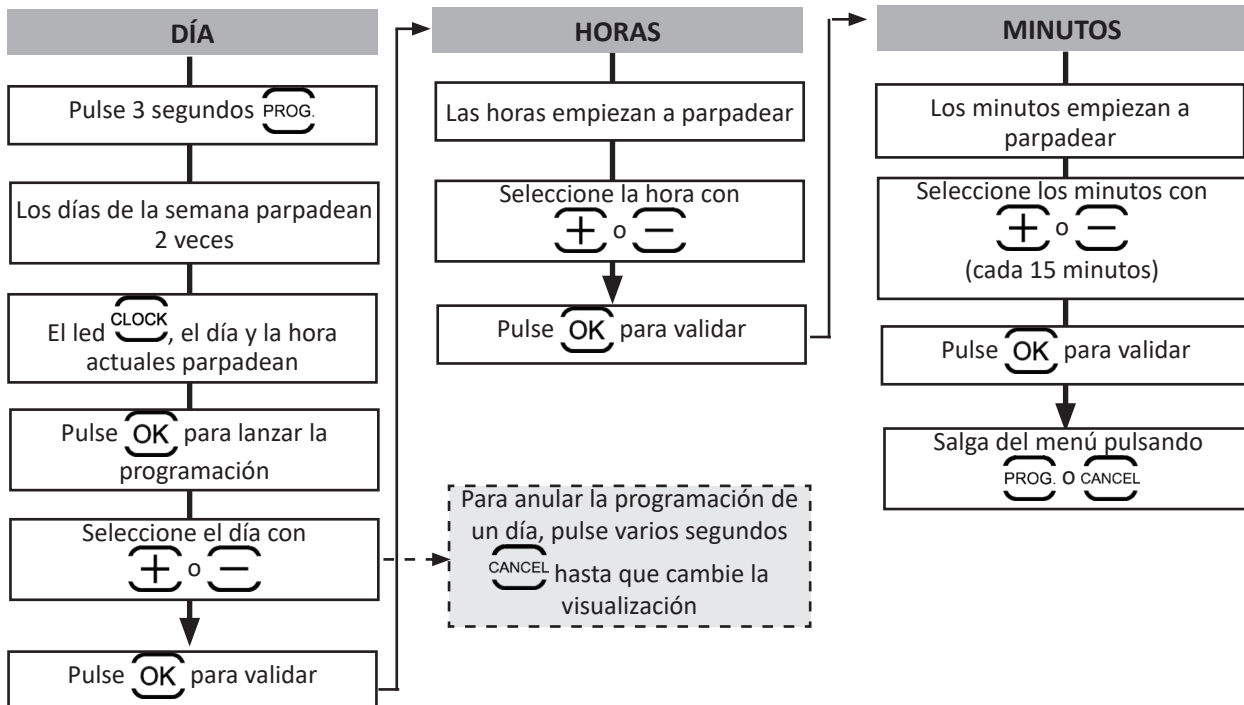 DÍA
Pulse 3 segundos PROG.
Los días de la semana parpadean
2 veces
El led CLOCK, el día y la hora
actuales parpadean
Pulse OK para lanzar la
programación
Seleccione el día con
+ o −
Pulse OK para validar
Para anular la programación de
un día, pulse varios segundos
CANCEL hasta que cambie la
visualización
HORAS
Las horas empiezan a parpadear
Seleccione la hora con
+ o −
Pulse OK para validar
MINUTOS
Los minutos empiezan a
parpadear
Seleccione los minutos con
+ o −
(cada 15 minutos)
Pulse OK para validar
Salga del menú pulsando
PROG. o CANCEL